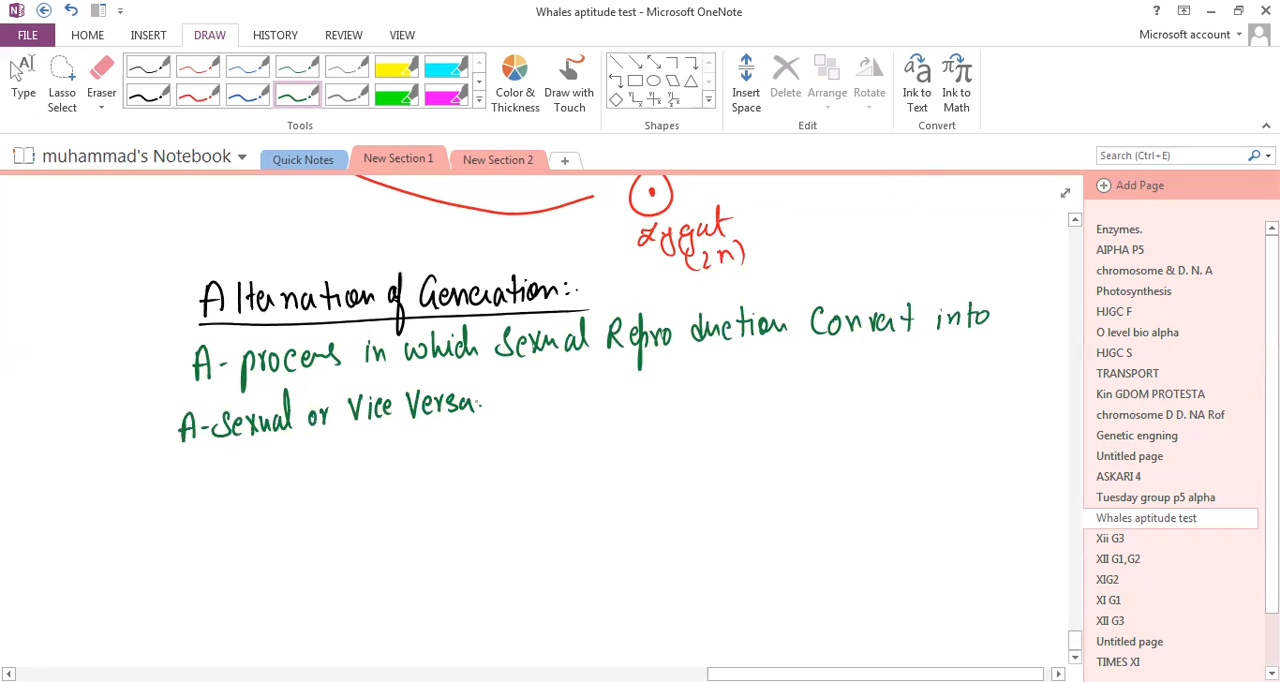 Whales aptitude test - Microsoft OneNote
FILE HOME INSERT DRAW HISTORY REVIEW VIEW
Microsoft account
Type Lasso Select Eraser Color & Thickness Draw with Touch Insert Space Delete Arrange Rotate Ink to Text Ink to Math
Tools Shapes Edit Convert
muhammad's Notebook Quick Notes New Section 1 New Section 2
Search (Ctrl+E)
Add Page
Zygut
(2n)
Alternation of Generation:-
A- process in which Sexual Reproduction Convert into
A-Sexual or Vice Versa
Enzymes.
AIPHA P5
chromosome & D. N. A
Photosynthesis
HJGC F
O level bio alpha
HJGC S
TRANSPORT
Kin GDOM PROTESTA
chromosome D D. NA Rof
Genetic engning
Untitled page
ASKARI 4
Tuesday group p5 alpha
Whales aptitude test
Xii G3
XII G1,G2
XIG2
XI G1
XII G3
Untitled page
TIMES XI